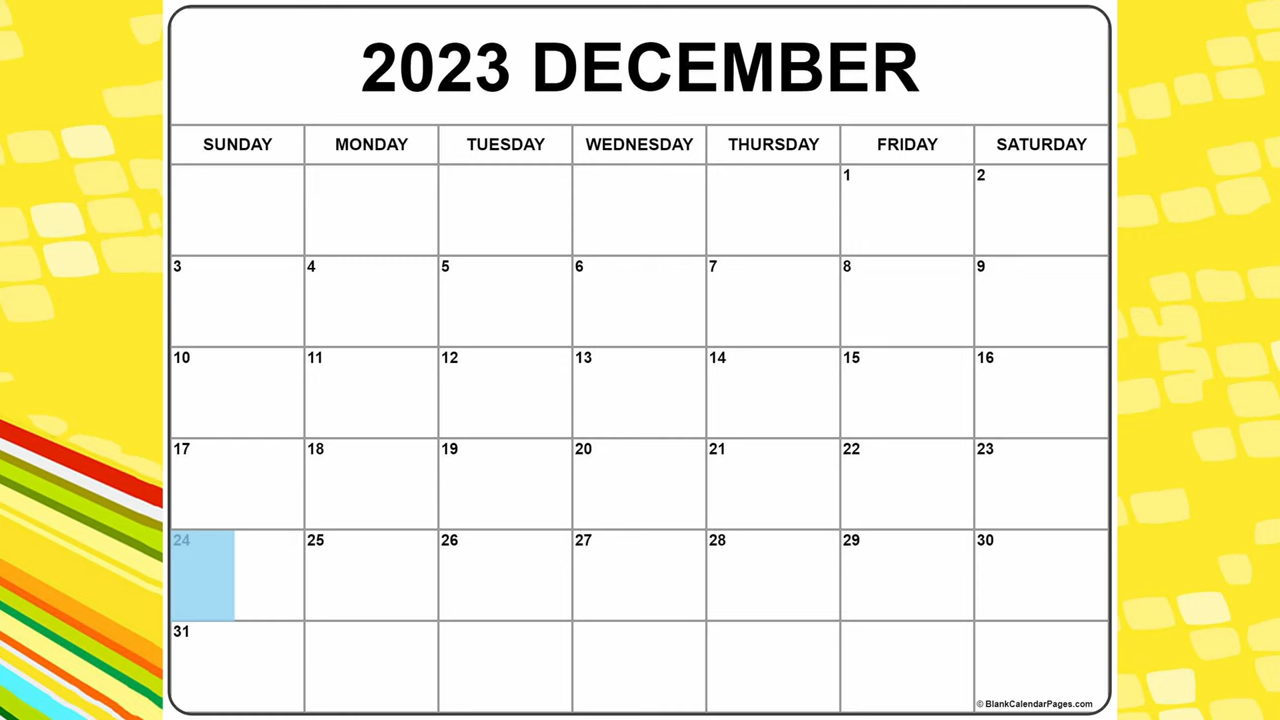 2023 DECEMBER
SUNDAY MONDAY TUESDAY WEDNESDAY THURSDAY FRIDAY SATURDAY
1 2
3 4 5 6 7 8 9
10 11 12 13 14 15 16
17 18 19 20 21 22 23
24 25 26 27 28 29 30
31
© BlankCalendarPages.com